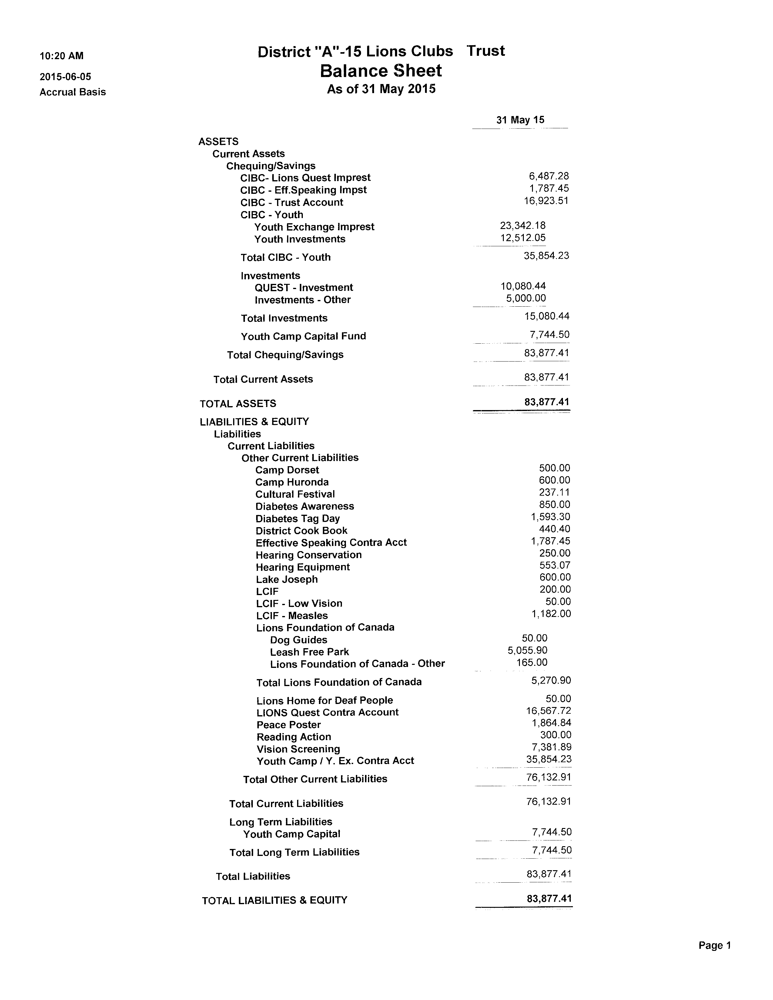 10:20 AM
2015-06-05
Accrual Basis
District "A"-15 Lions Clubs Trust
Balance Sheet
As of 31 May 2015
31 May 15
ASSETS
Current Assets
Chequing/Savings
CIBC- Lions Quest Imprest 6,487.28
CIBC - Eff.Speaking Impst 1,787.45
CIBC - Trust Account 16,923.51
CIBC - Youth
Youth Exchange Imprest 23,342.18
Youth Investments 12,512.05
Total CIBC - Youth 35,854.23
Investments
QUEST - Investment 10,080.44
Investments - Other 5,000.00
Total Investments 15,080.44
Youth Camp Capital Fund 7,744.50
Total Chequing/Savings 83,877.41
Total Current Assets 83,877.41
TOTAL ASSETS 83,877.41
LIABILITIES & EQUITY
Liabilities
Current Liabilities
Other Current Liabilities
Camp Dorset 500.00
Camp Huronda 600.00
Cultural Festival 237.11
Diabetes Awareness 850.00
Diabetes Tag Day 1,593.30
District Cook Book 440.40
Effective Speaking Contra Acct 1,787.45
Hearing Conservation 250.00
Hearing Equipment 553.07
Lake Joseph 600.00
LCIF 200.00
LCIF - Low Vision 50.00
LCIF - Measles 1,182.00
Lions Foundation of Canada
Dog Guides 50.00
Leash Free Park 5,055.90
Lions Foundation of Canada - Other 165.00
Total Lions Foundation of Canada 5,270.90
Lions Home for Deaf People 50.00
LIONS Quest Contra Account 16,567.72
Peace Poster 1,864.84
Reading Action 300.00
Vision Screening 7,381.89
Youth Camp / Y. Ex. Contra Acct 35,854.23
Total Other Current Liabilities 76,132.91
Total Current Liabilities 76,132.91
Long Term Liabilities
Youth Camp Capital 7,744.50
Total Long Term Liabilities 7,744.50
Total Liabilities 83,877.41
TOTAL LIABILITIES & EQUITY 83,877.41
Page 1